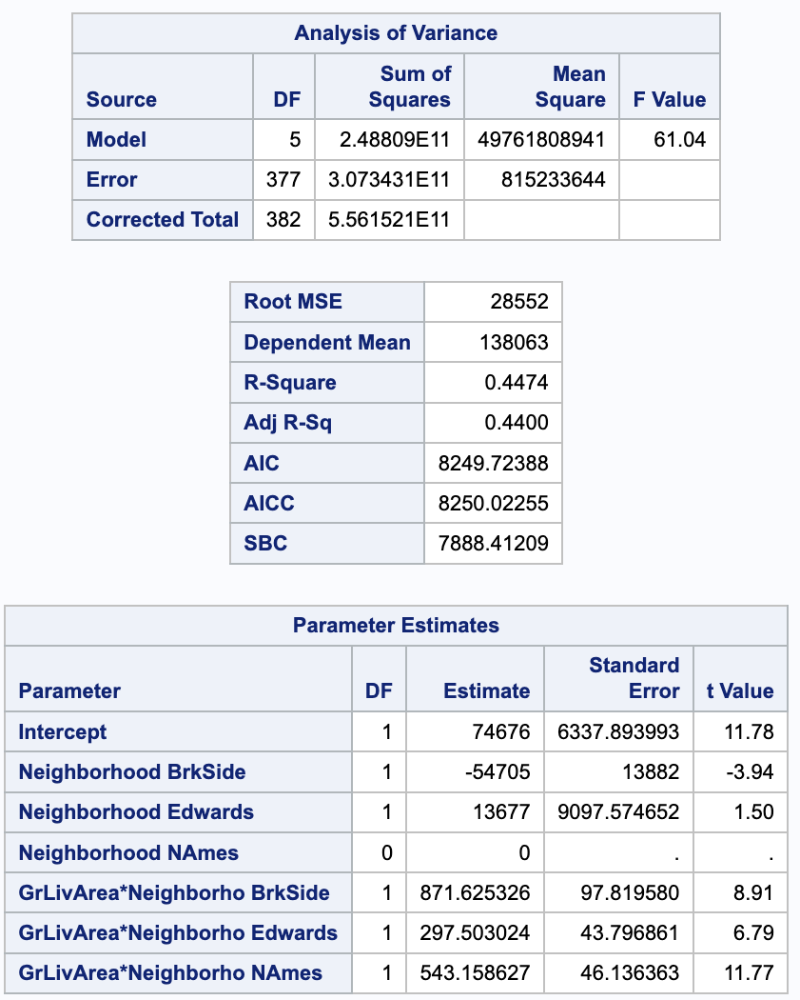 Analysis of Variance
Source DF Sum of Squares Mean Square F Value
Model 5 2.48809E11 49761808941 61.04
Error 377 3.073431E11 815233644
Corrected Total 382 5.561521E11
Root MSE 28552
Dependent Mean 138063
R-Square 0.4474
Adj R-Sq 0.4400
AIC 8249.72388
AICC 8250.02255
SBC 7888.41209
Parameter Estimates
Parameter DF Estimate Standard Error t Value
Intercept 1 74676 6337.893993 11.78
Neighborhood BrkSide 1 -54705 13882 -3.94
Neighborhood Edwards 1 13677 9097.574652 1.50
Neighborhood NAmes 0 0 . .
GrLivArea*Neighborho BrkSide 1 871.625326 97.819580 8.91
GrLivArea*Neighborho Edwards 1 297.503024 43.796861 6.79
GrLivArea*Neighborho NAmes 1 543.158627 46.136363 11.77